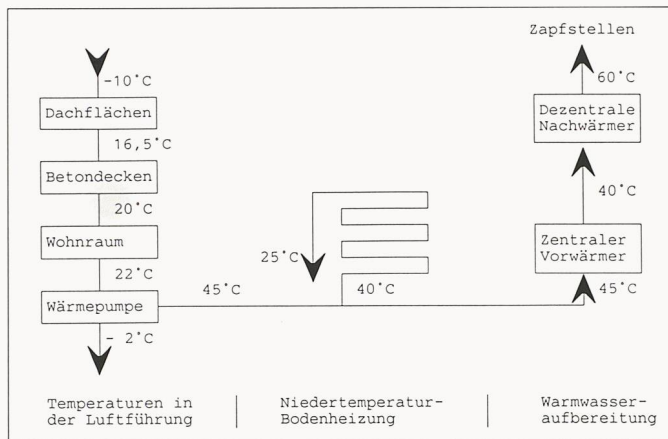 -10°C
Dachflächen
16,5°C
Betondecken
20°C
Wohnraum
22°C
Wärmepumpe
- 2°C
45°C
25°C
40°C
Zapfstellen
60°C
Dezentrale
Nachwärmer
40°C
Zentraler
Vorwärmer
45°C
Temperaturen in
der Luftführung
Niedertemperatur-
Bodenheizung
Warmwasser-
aufbereitung